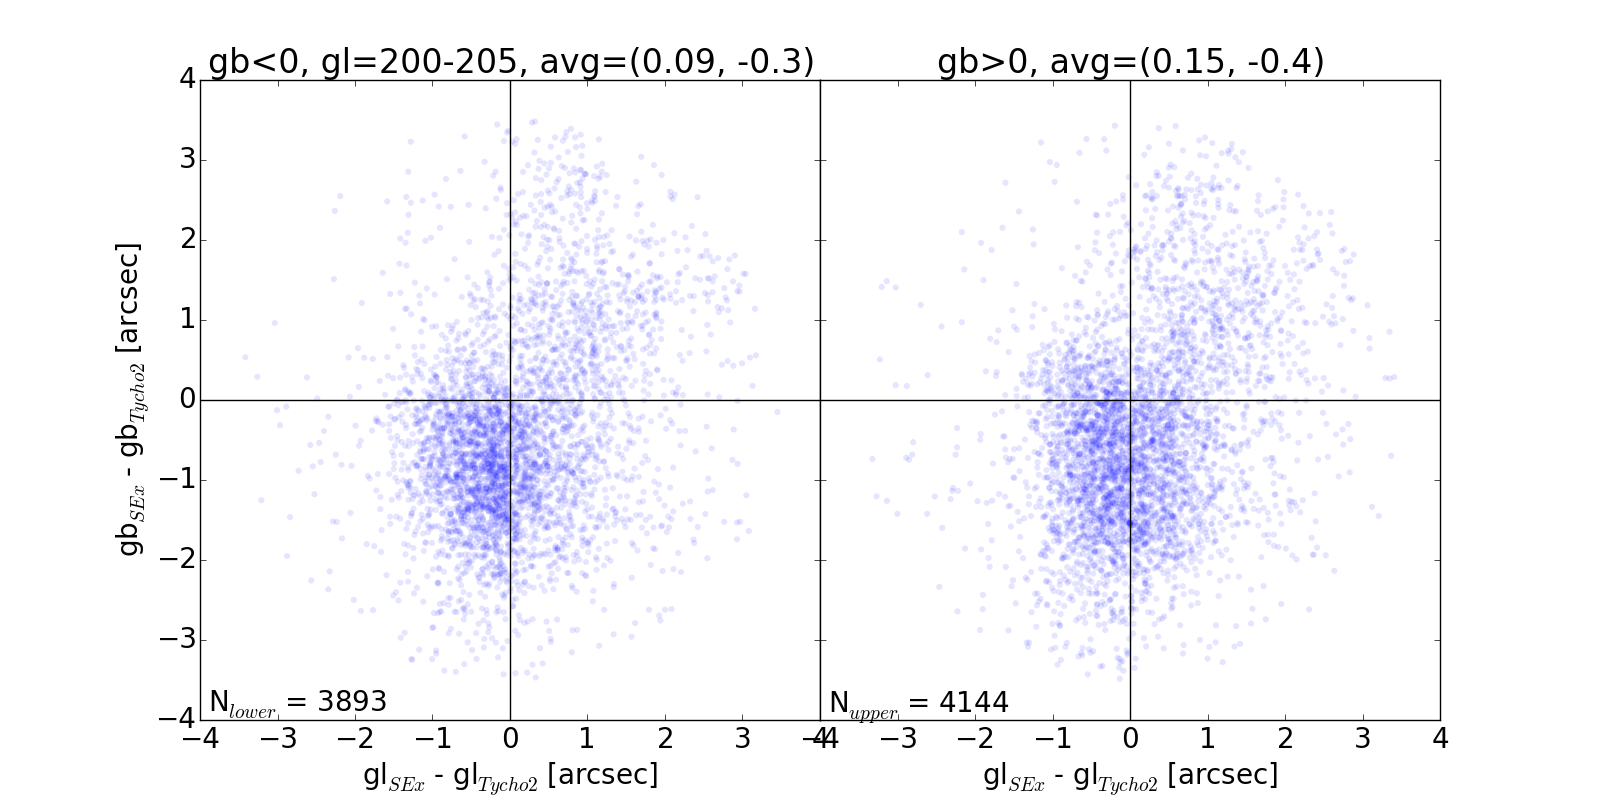 gb<0, gl=200-205, avg=(0.09, -0.3)
gb>0, avg=(0.15, -0.4)
4
3
2
1
0
−1
−2
−3
−4
gb_SEx - gb_Tycho2 [arcsec]
N_lower = 3893
N_upper = 4144
−4 −3 −2 −1 0 1 2 3 4
−4 −3 −2 −1 0 1 2 3 4
gl_SEx - gl_Tycho2 [arcsec]
gl_SEx - gl_Tycho2 [arcsec]